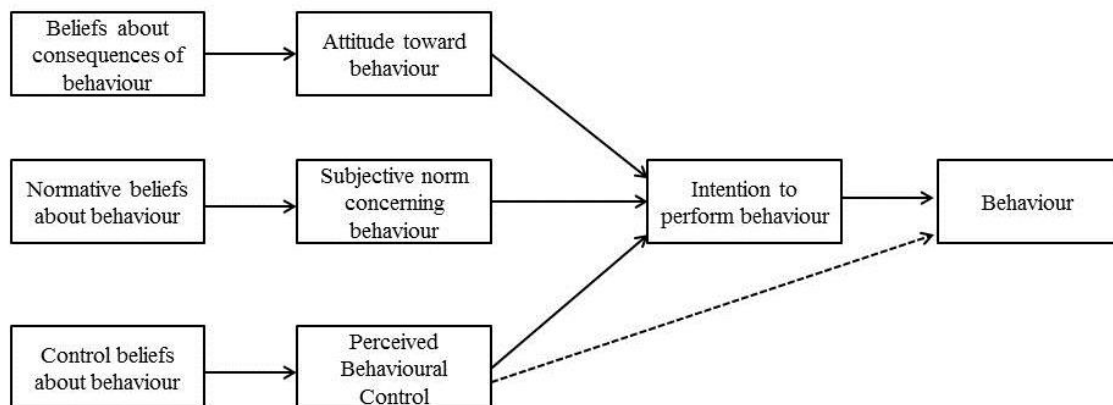 Beliefs about
consequences of
behaviour
Attitude toward
behaviour
Normative beliefs
about behaviour
Subjective norm
concerning
behaviour
Intention to
perform behaviour
Behaviour
Control beliefs
about behaviour
Perceived
Behavioural
Control